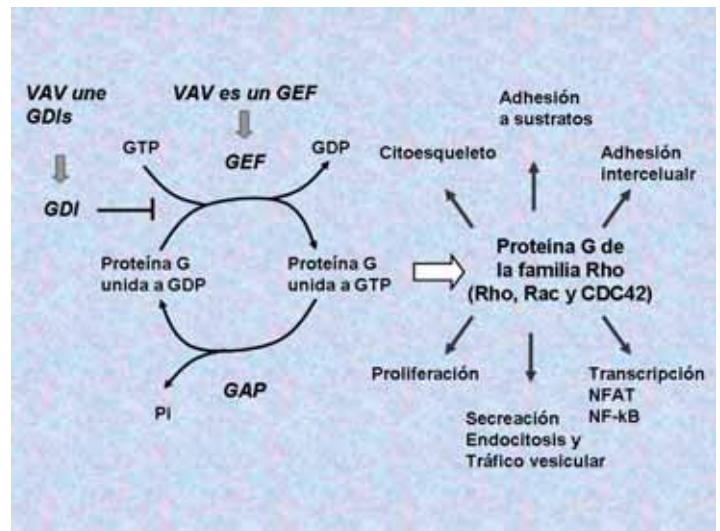 VAV une
GDIs
VAV es un GEF
GTP
GEF
GDP
GDI
Proteína G
unida a GDP
Proteína G
unida a GTP
GAP
Pi
Citoesqueleto
Adhesión
a sustratos
Adhesión
intercelualr
Proteina G de
la familia Rho
(Rho, Rac y CDC42)
Proliferación
Secreación
Endocitosis y
Tráfico vesicular
Transcripción
NFAT
NF-kB